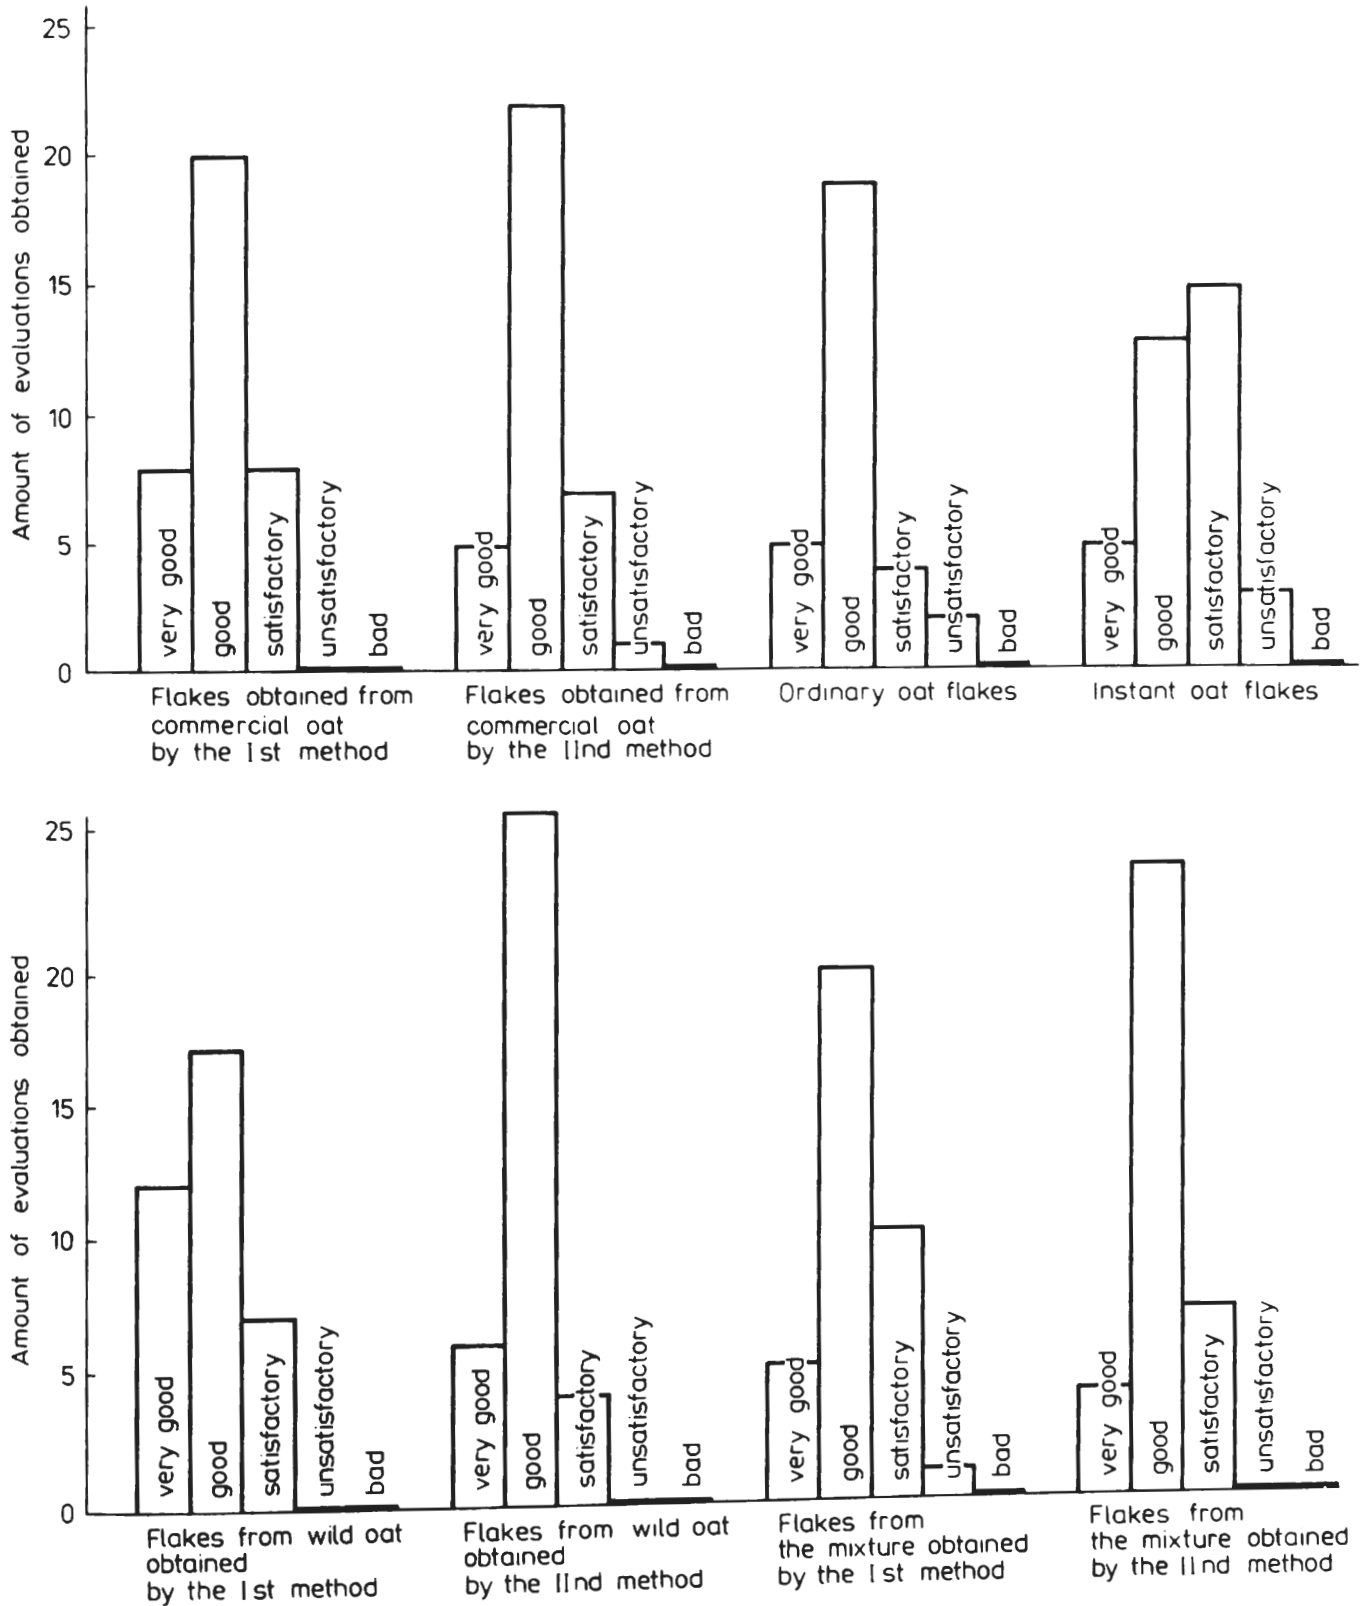 Amount of evaluations obtained
25
20
15
10
5
0
very good
good
satisfactory
unsatisfactory
bad
very good
good
satisfactory
unsatisfactory
bad
very good
good
satisfactory
unsatisfactory
bad
very good
good
satisfactory
unsatisfactory
bad
Flakes obtained from
commercial oat
by the Ist method
Flakes obtained from
commercial oat
by the IInd method
Ordinary oat flakes
Instant oat flakes
Amount of evaluations obtained
25
20
15
10
5
0
very good
good
satisfactory
unsatisfactory
bad
very good
good
satisfactory
unsatisfactory
bad
very good
good
satisfactory
unsatisfactory
bad
very good
good
satisfactory
unsatisfactory
bad
Flakes from wild oat
obtained
by the Ist method
Flakes from wild oat
obtained
by the IInd method
Flakes from
the mixture obtained
by the Ist method
Flakes from
the mixture obtained
by the IInd method